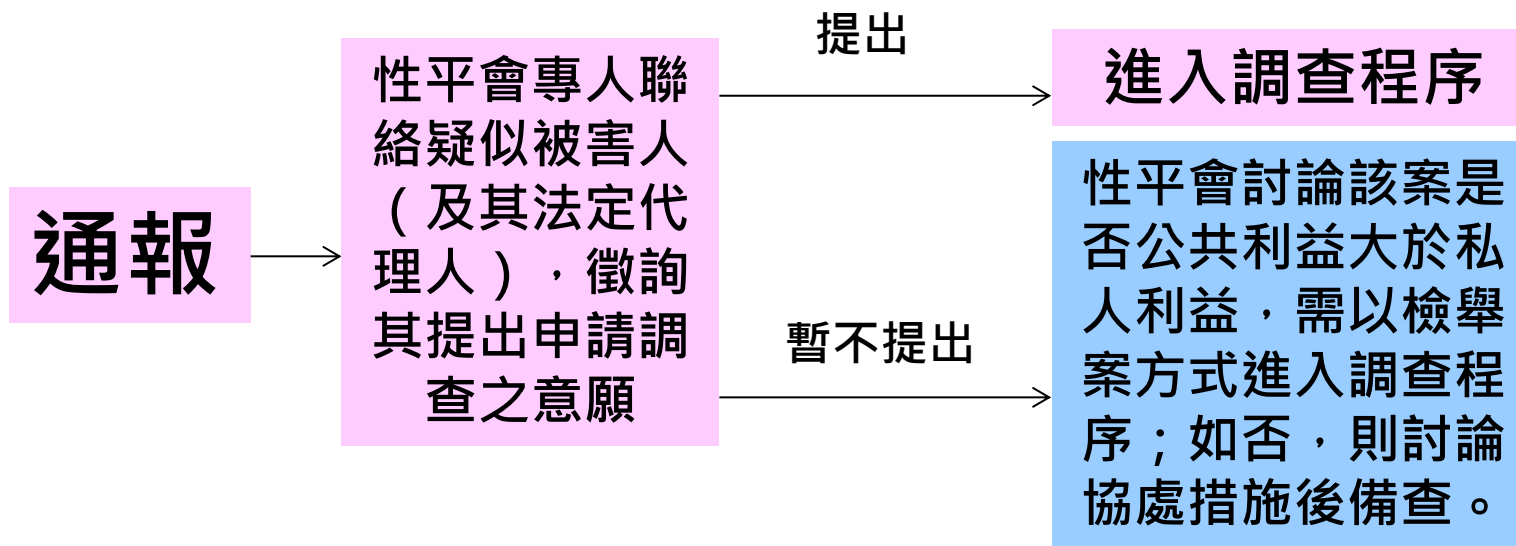 通報
性平會專人聯
絡疑似被害人
（及其法定代
理人），徵詢
其提出申請調
查之意願
提出
進入調查程序
暫不提出
性平會討論該案是
否公共利益大於私
人利益，需以檢舉
案方式進入調查程
序；如否，則討論
協處措施後備查。